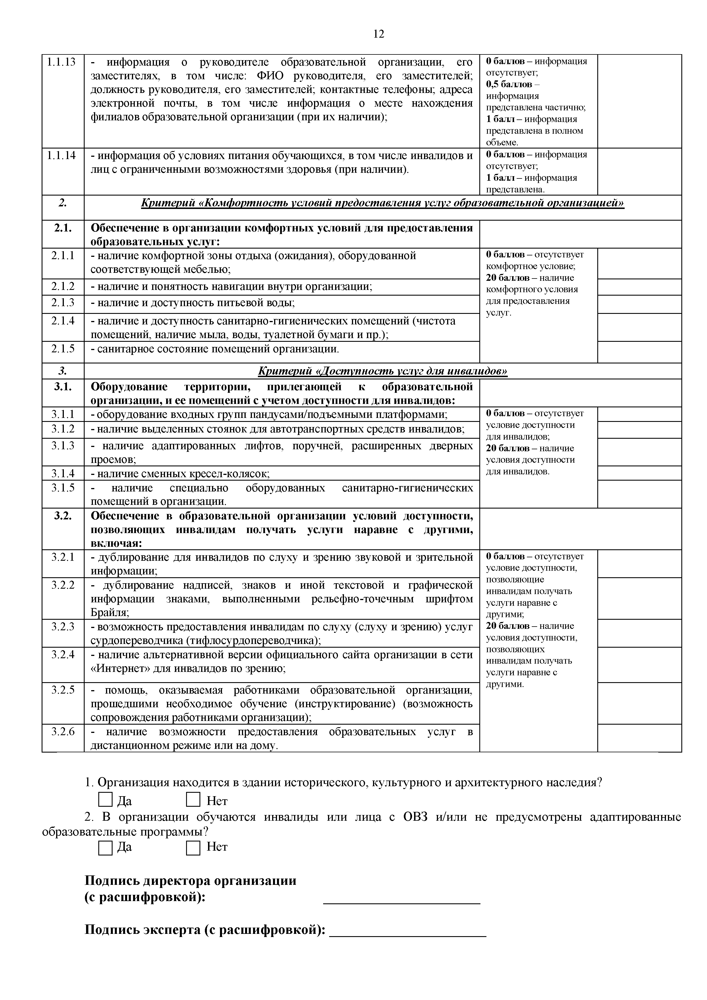 12
1.1.13
- информация о руководителе образовательной организации, его
заместителях, в том числе: ФИО руководителя, его заместителей;
должность руководителя, его заместителей; контактные телефоны; адреса
электронной почты, в том числе информация о месте нахождения
филиалов образовательной организации (при их наличии);
0 баллов – информация
отсутствует;
0,5 баллов –
информация
представлена частично;
1 балл – информация
представлена в полном
объеме.
1.1.14
- информация об условиях питания обучающихся, в том числе инвалидов и
лиц с ограниченными возможностями здоровья (при наличии).
0 баллов – информация
отсутствует;
1 балл – информация
представлена.
2.
Критерий «Комфортность условий предоставления услуг образовательной организацией»
2.1.
Обеспечение в организации комфортных условий для предоставления
образовательных услуг:
2.1.1
- наличие комфортной зоны отдыха (ожидания), оборудованной
соответствующей мебелью;
0 баллов – отсутствует
комфортное условие;
20 баллов – наличие
комфортного условия
для предоставления
услуг.
2.1.2
- наличие и понятность навигации внутри организации;
2.1.3
- наличие и доступность питьевой воды;
2.1.4
- наличие и доступность санитарно-гигиенических помещений (чистота
помещений, наличие мыла, воды, туалетной бумаги и пр.);
2.1.5
- санитарное состояние помещений организации.
3.
Критерий «Доступность услуг для инвалидов»
3.1.
Оборудование территории, прилегающей к образовательной
организации, и ее помещений с учетом доступности для инвалидов:
3.1.1
- оборудование входных групп пандусами/подъемными платформами;
0 баллов – отсутствует
условие доступности
для инвалидов;
20 баллов – наличие
условия доступности
для инвалидов.
3.1.2
- наличие выделенных стоянок для автотранспортных средств инвалидов;
3.1.3
- наличие адаптированных лифтов, поручней, расширенных дверных
проемов;
3.1.4
- наличие сменных кресел-колясок;
3.1.5
- наличие специально оборудованных санитарно-гигиенических
помещений в организации.
3.2.
Обеспечение в образовательной организации условий доступности,
позволяющих инвалидам получать услуги наравне с другими,
включая:
3.2.1
- дублирование для инвалидов по слуху и зрению звуковой и зрительной
информации;
0 баллов – отсутствует
условие доступности,
позволяющие
инвалидам получать
услуги наравне с
другими;
20 баллов – наличие
условия доступности,
позволяющих
инвалидам получать
услуги наравне с
другими.
3.2.2
- дублирование надписей, знаков и иной текстовой и графической
информации знаками, выполненными рельефно-точечным шрифтом
Брайля;
3.2.3
- возможность предоставления инвалидам по слуху (слуху и зрению) услуг
сурдопереводчика (тифлосурдопереводчика);
3.2.4
- наличие альтернативной версии официального сайта организации в сети
«Интернет» для инвалидов по зрению;
3.2.5
- помощь, оказываемая работниками образовательной организации,
прошедшими необходимое обучение (инструктирование) (возможность
сопровождения работниками организации);
3.2.6
- наличие возможности предоставления образовательных услуг в
дистанционном режиме или на дому.
1. Организация находится в здании исторического, культурного и архитектурного наследия?
Да Нет
2. В организации обучаются инвалиды или лица с ОВЗ и/или не предусмотрены адаптированные
образовательные программы?
Да Нет
Подпись директора организации
(с расшифровкой):
Подпись эксперта (с расшифровкой):